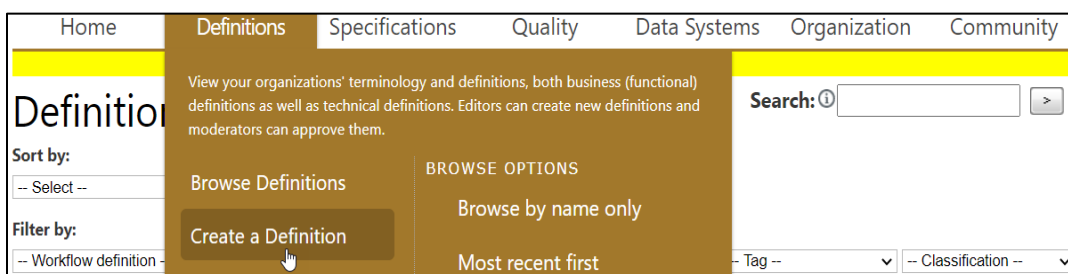 Home Definitions Specifications Quality Data Systems Organization Community
View your organizations' terminology and definitions, both business (functional)
definitions as well as technical definitions. Editors can create new definitions and
moderators can approve them.
Definitio
Search:
>
Sort by:
-- Select --
Browse Definitions
BROWSE OPTIONS
Browse by name only
Filter by:
Create a Definition
-- Workflow definition -
Most recent first
-- Tag --
-- Classification --